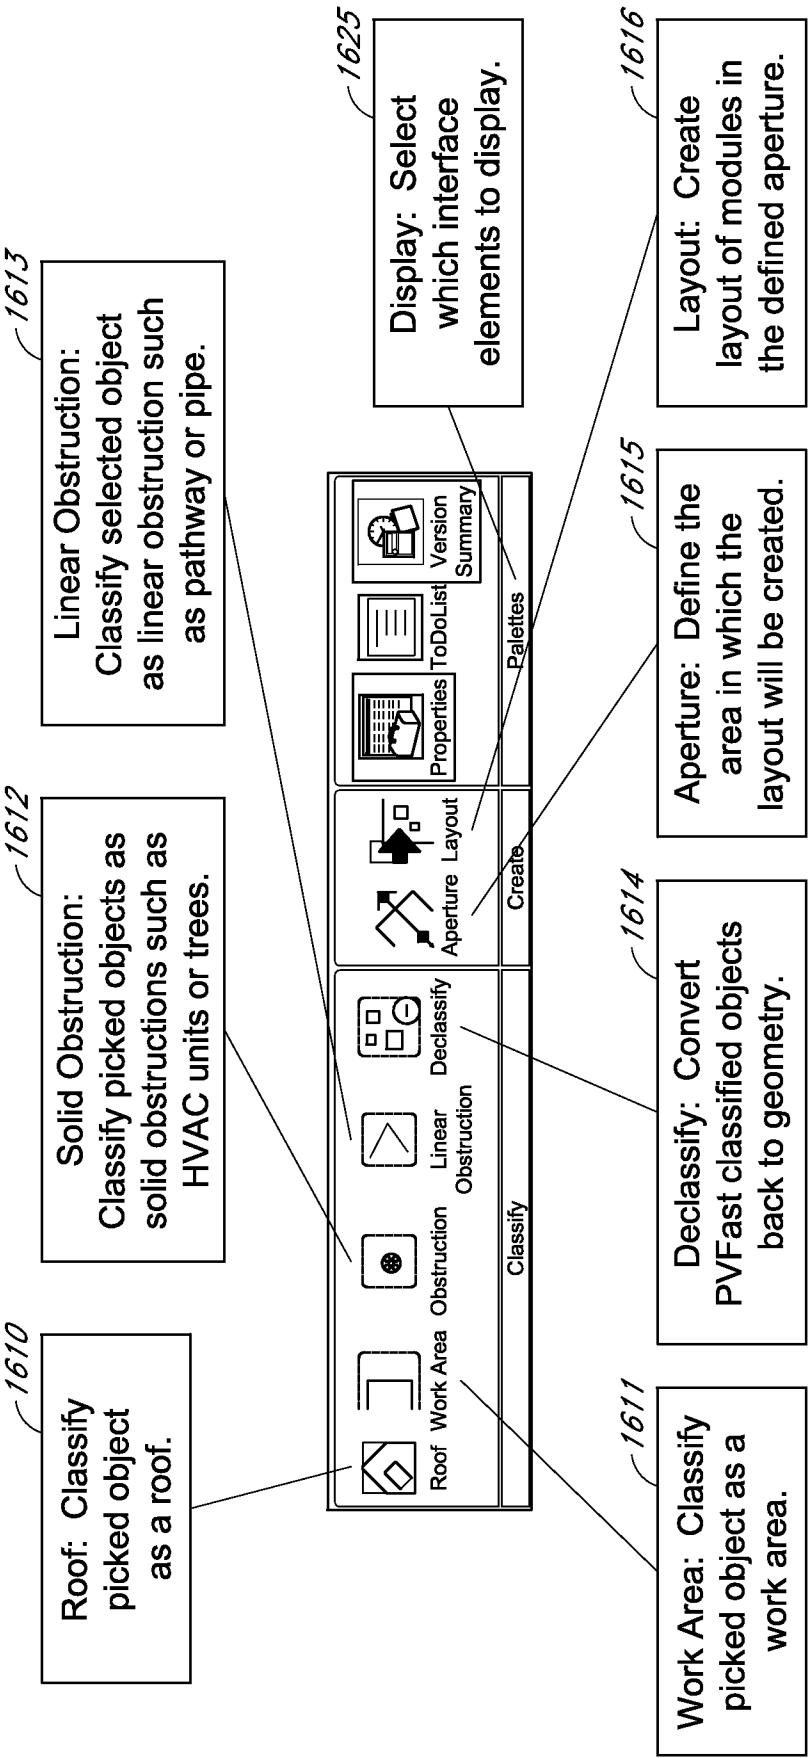 1610
Roof: Classify
picked object
as a roof.
1612
Solid Obstruction:
Classify picked objects as
solid obstructions such as
HVAC units or trees.
1613
Linear Obstruction:
Classify selected object
as linear obstruction such
as pathway or pipe.
1625
Display: Select
which interface
elements to display.
Roof
Work Area
Obstruction
Linear
Obstruction
Declassify
Classify
Aperture
Layout
Create
Properties
ToDoList
Version
Summary
Palettes
1611
Work Area: Classify
picked object as a
work area.
1614
Declassify: Convert
PVFast classified objects
back to geometry.
1615
Aperture: Define the
area in which the
layout will be created.
1616
Layout: Create
layout of modules in
the defined aperture.